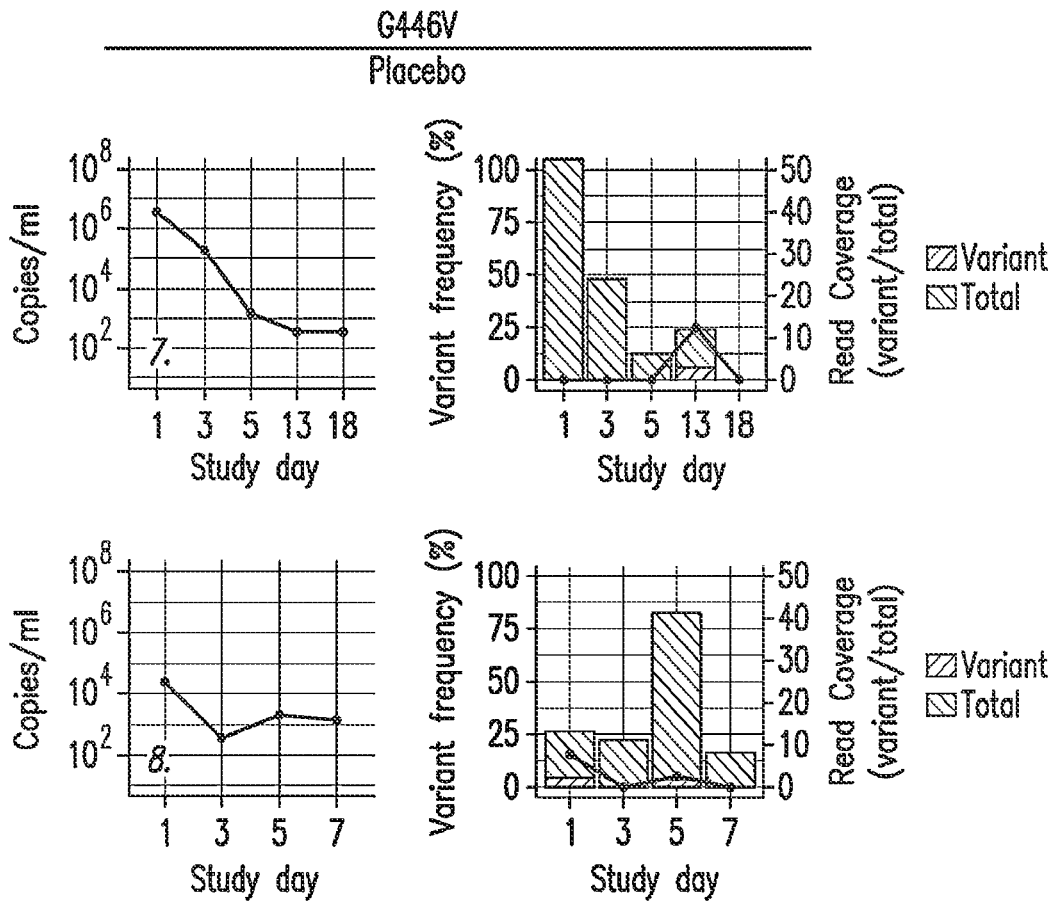 G446V
Placebo
Copies/ml
10^8
10^6
10^4
10^2
7.
1 3 5 13 18
Study day
Variant frequency (%)
100
75
50
25
0
1 3 5 13 18
Study day
50
40
30
20
10
0
Read Coverage
(variant/total)
Variant
Total
Copies/ml
10^8
10^6
10^4
10^2
8.
1 3 5 7
Study day
Variant frequency (%)
100
75
50
25
0
1 3 5 7
Study day
50
40
30
20
10
0
Read Coverage
(variant/total)
Variant
Total